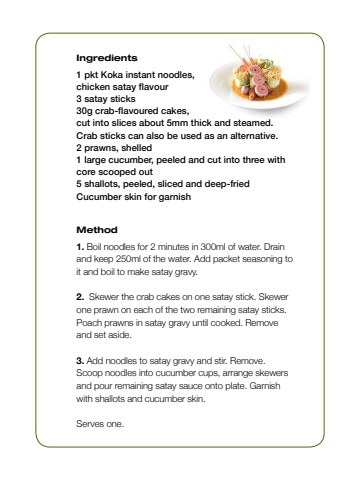 Ingredients
1 pkt Koka instant noodles,
chicken satay flavour
3 satay sticks
30g crab-flavoured cakes,
cut into slices about 5mm thick and steamed.
Crab sticks can also be used as an alternative.
2 prawns, shelled
1 large cucumber, peeled and cut into three with
core scooped out
5 shallots, peeled, sliced and deep-fried
Cucumber skin for garnish
Method
1. Boil noodles for 2 minutes in 300ml of water. Drain
and keep 250ml of the water. Add packet seasoning to
it and boil to make satay gravy.
2. Skewer the crab cakes on one satay stick. Skewer
one prawn on each of the two remaining satay sticks.
Poach prawns in satay gravy until cooked. Remove
and set aside.
3. Add noodles to satay gravy and stir. Remove.
Scoop noodles into cucumber cups, arrange skewers
and pour remaining satay sauce onto plate. Garnish
with shallots and cucumber skin.
Serves one.